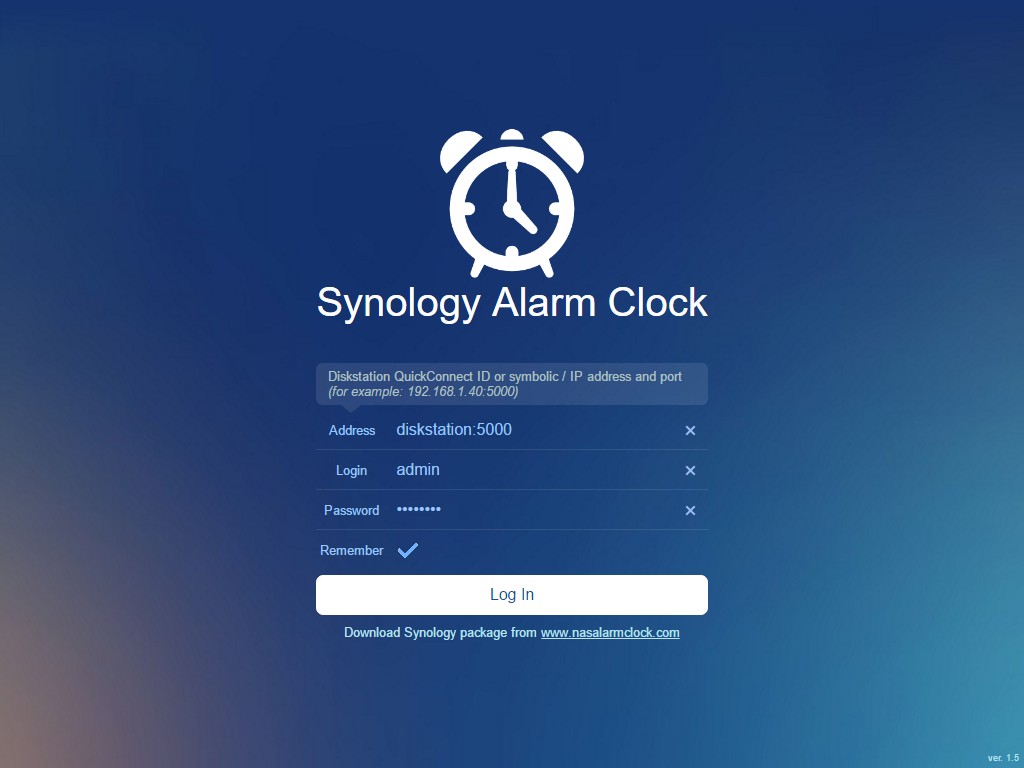 Synology Alarm Clock
Diskstation QuickConnect ID or symbolic / IP address and port
(for example: 192.168.1.40:5000)
Address diskstation:5000
Login admin
Password ••••••••
Remember
Log In
Download Synology package from www.nasalarmclock.com
ver. 1.5